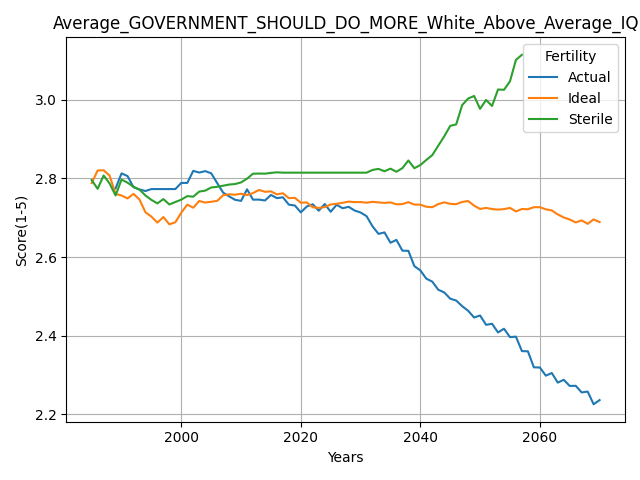 Average_GOVERNMENT_SHOULD_DO_MORE_White_Above_Average_IQ
Fertility
Actual
Ideal
Sterile
3.0
2.8
2.6
2.4
2.2
Score(1-5)
2000
2020
2040
2060
Years